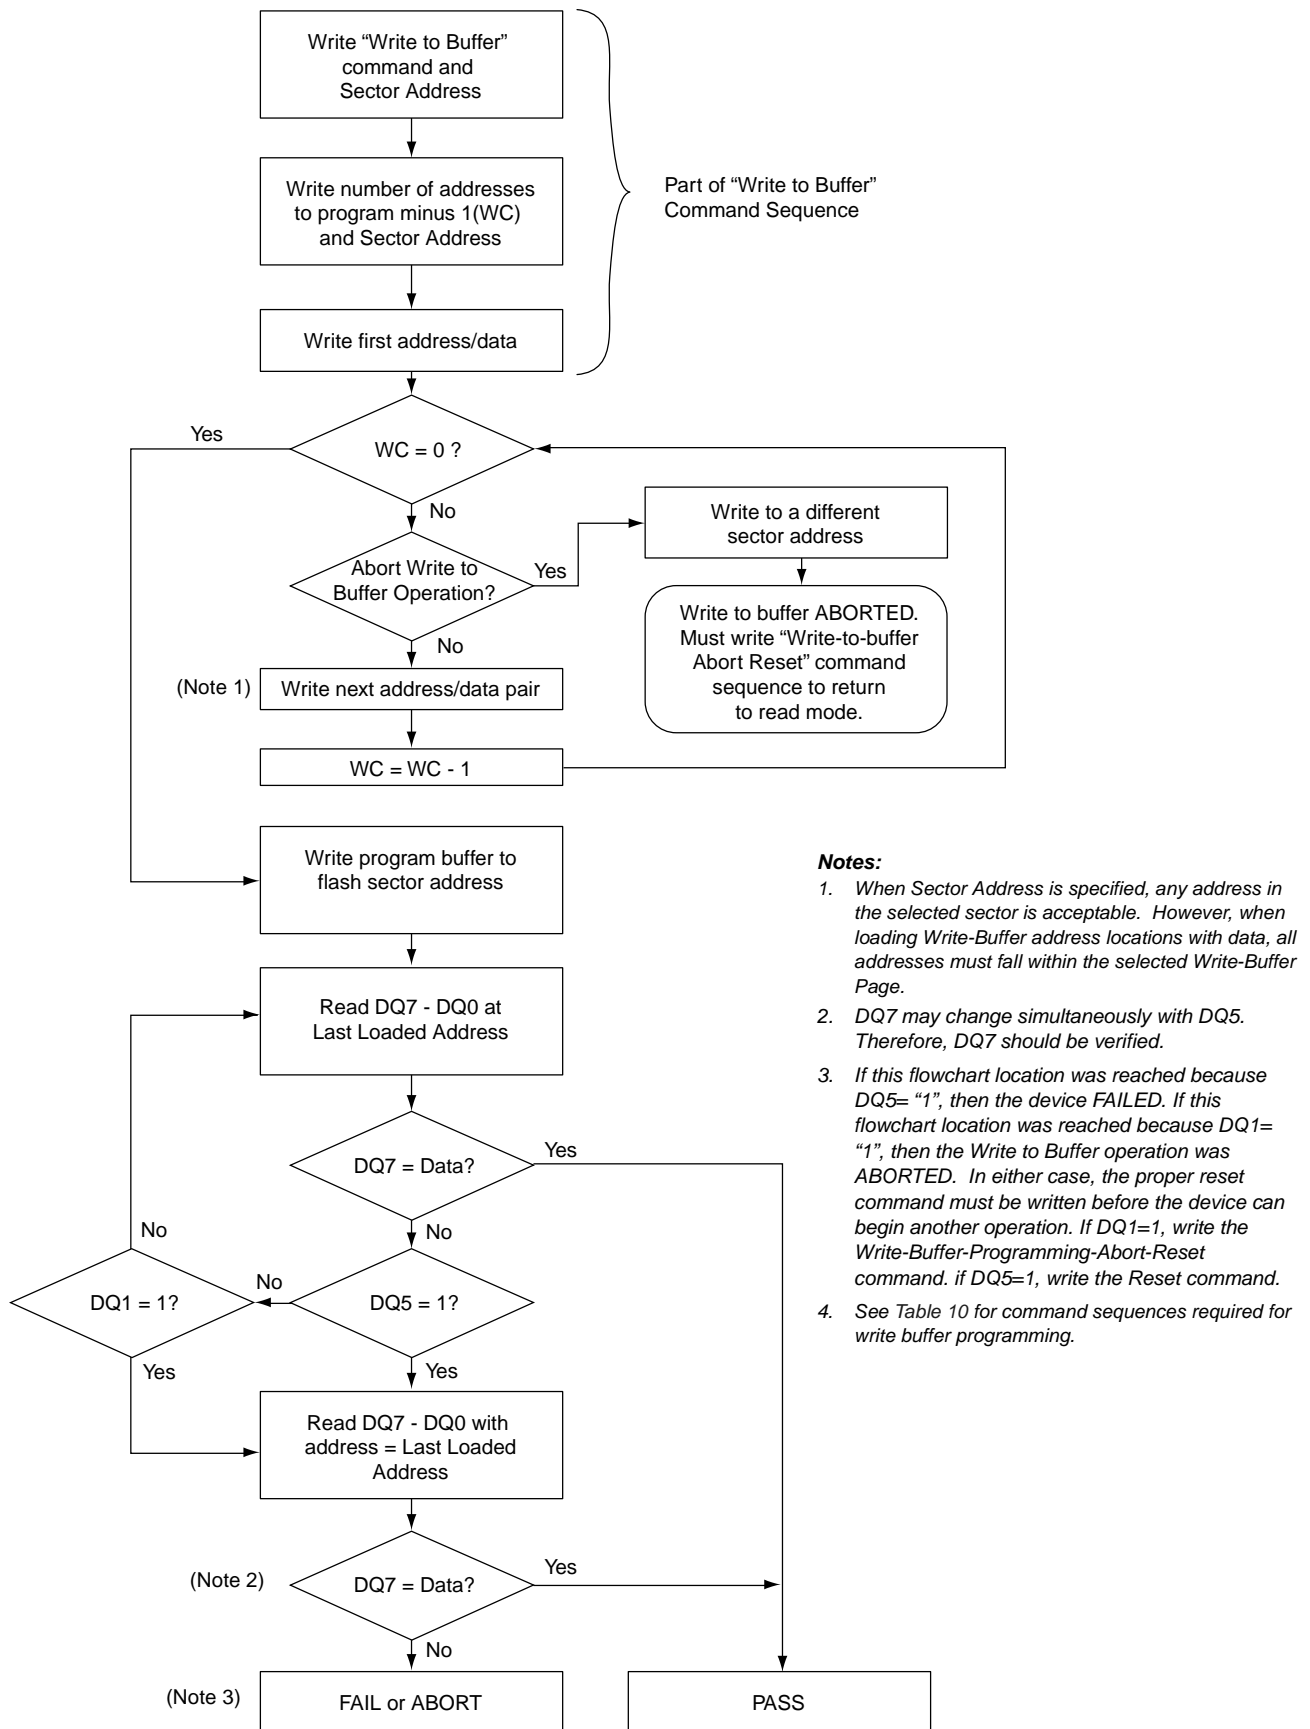 Write “Write to Buffer”
command and
Sector Address
Write number of addresses
to program minus 1(WC)
and Sector Address
Part of “Write to Buffer”
Command Sequence
Write first address/data
Yes
WC = 0 ?
No
Write to a different
sector address
Abort Write to
Buffer Operation?
Yes
Write to buffer ABORTED.
Must write “Write-to-buffer
Abort Reset” command
sequence to return
to read mode.
No
(Note 1)
Write next address/data pair
WC = WC - 1
Write program buffer to
flash sector address
Read DQ7 - DQ0 at
Last Loaded Address
DQ7 = Data?
Yes
No
No
DQ1 = 1?
No
DQ5 = 1?
Yes
Yes
Read DQ7 - DQ0 with
address = Last Loaded
Address
(Note 2)
DQ7 = Data?
Yes
No
(Note 3)
FAIL or ABORT
PASS
Notes:
1. When Sector Address is specified, any address in
the selected sector is acceptable. However, when
loading Write-Buffer address locations with data, all
addresses must fall within the selected Write-Buffer
Page.
2. DQ7 may change simultaneously with DQ5.
Therefore, DQ7 should be verified.
3. If this flowchart location was reached because
DQ5= “1”, then the device FAILED. If this
flowchart location was reached because DQ1=
“1”, then the Write to Buffer operation was
ABORTED. In either case, the proper reset
command must be written before the device can
begin another operation. If DQ1=1, write the
Write-Buffer-Programming-Abort-Reset
command. if DQ5=1, write the Reset command.
4. See Table 10 for command sequences required for
write buffer programming.